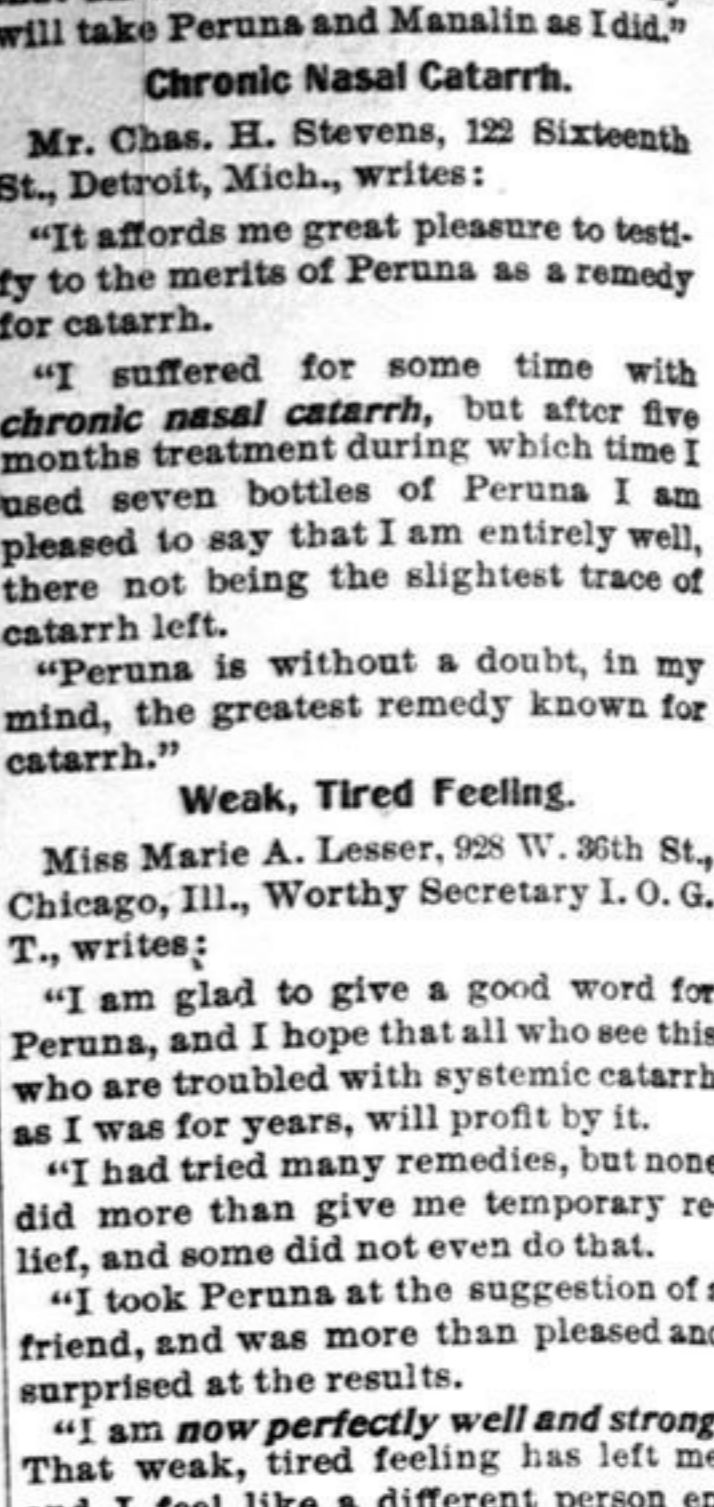 will take Peruna and Manalin as I did."
Chronic Nasal Catarrh.
Mr. Chas. H. Stevens, 122 Sixteenth
St., Detroit, Mich., writes:
"It affords me great pleasure to testi-
fy to the merits of Peruna as a remedy
for catarrh.
"I suffered for some time with
chronic nasal catarrh, but after five
months treatment during which time I
used seven bottles of Peruna I am
pleased to say that I am entirely well,
there not being the slightest trace of
catarrh left.
"Peruna is without a doubt, in my
mind, the greatest remedy known for
catarrh."
Weak, Tired Feeling.
Miss Marie A. Lesser, 928 W. 36th St.,
Chicago, Ill., Worthy Secretary I. O. G.
T., writes:
"I am glad to give a good word for
Peruna, and I hope that all who see this
who are troubled with systemic catarrh
as I was for years, will profit by it.
"I had tried many remedies, but none
did more than give me temporary re-
lief, and some did not even do that.
"I took Peruna at the suggestion of a
friend, and was more than pleased and
surprised at the results.
"I am now perfectly well and strong
That weak, tired feeling has left me
and I feel like a different person en